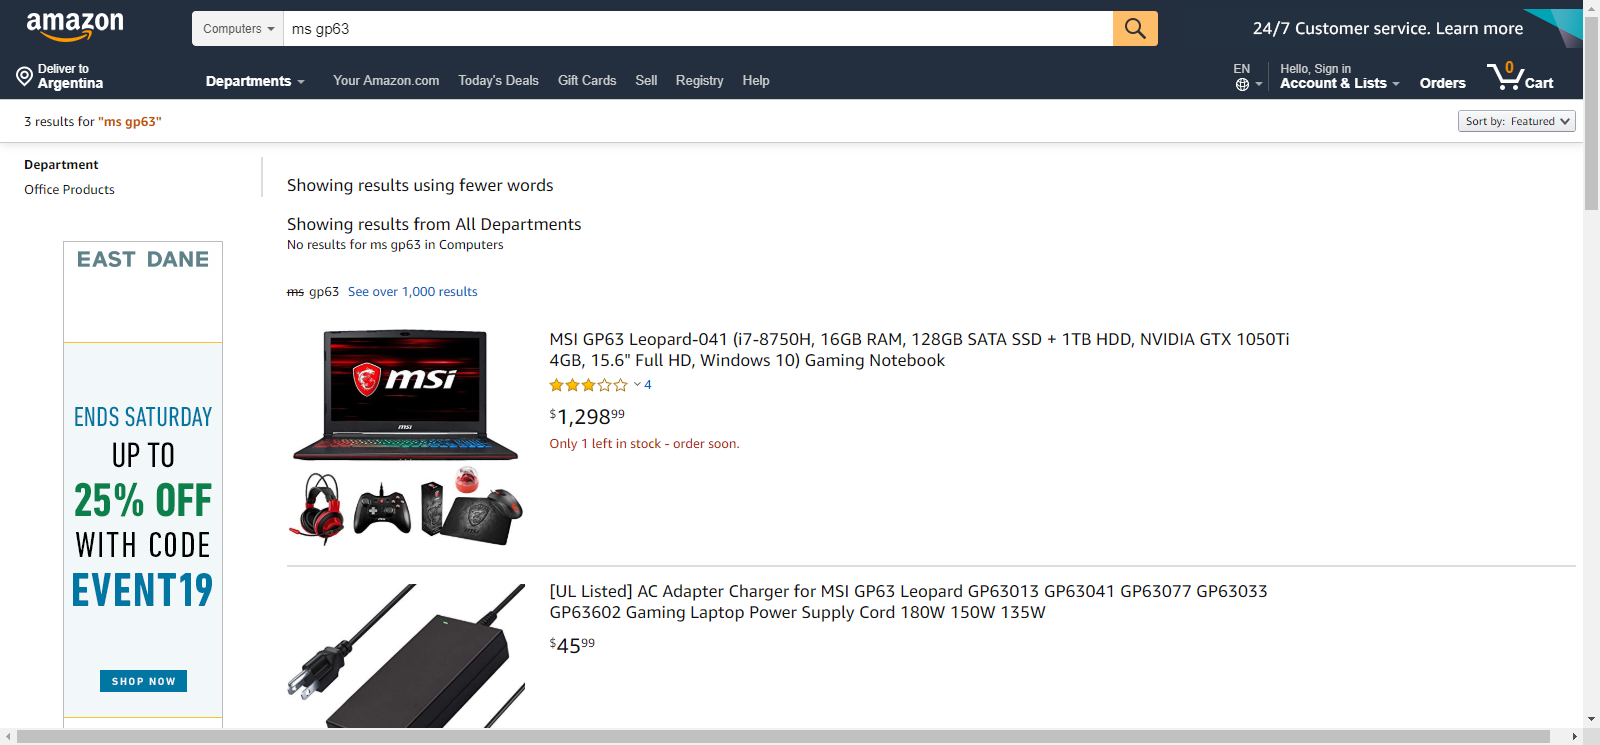 amazon
Computers
ms gp63
24/7 Customer service. Learn more
Deliver to
Argentina
Departments
Your Amazon.com
Today's Deals
Gift Cards
Sell
Registry
Help
EN
Hello, Sign in
Account & Lists
Orders
0
Cart
3 results for "ms gp63"
Sort by: Featured
Department
Office Products
Showing results using fewer words
Showing results from All Departments
No results for ms gp63 in Computers
ms gp63 See over 1,000 results
EAST DANE
ENDS SATURDAY
UP TO
25% OFF
WITH CODE
EVENT19
SHOP NOW
msi
msi
MSI GP63 Leopard-041 (i7-8750H, 16GB RAM, 128GB SATA SSD + 1TB HDD, NVIDIA GTX 1050Ti
4GB, 15.6" Full HD, Windows 10) Gaming Notebook
4
$1,298.99
Only 1 left in stock - order soon.
[UL Listed] AC Adapter Charger for MSI GP63 Leopard GP63013 GP63041 GP63077 GP63033
GP63602 Gaming Laptop Power Supply Cord 180W 150W 135W
$45.99